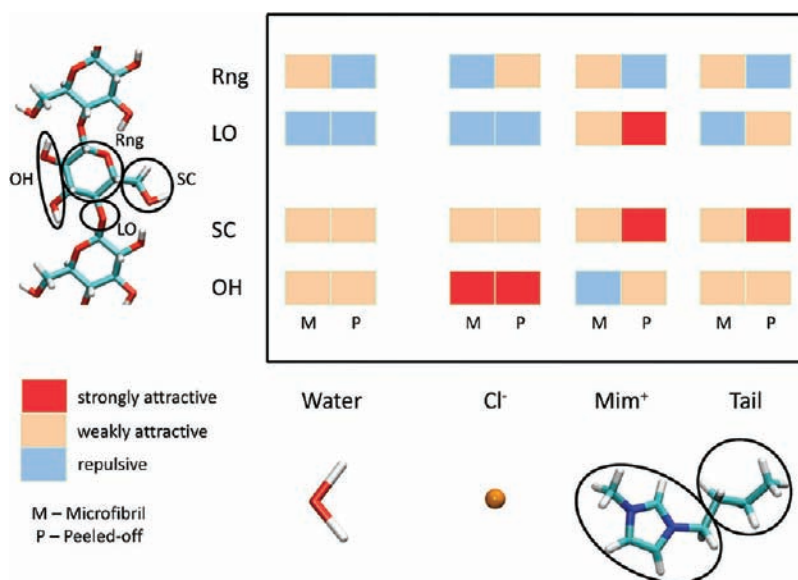 Rng
LO
SC
OH
Rng
OH
SC
LO
M P M P M P M P
strongly attractive
weakly attractive
repulsive
M – Microfibril
P – Peeled-off
Water Cl⁻ Mim⁺ Tail